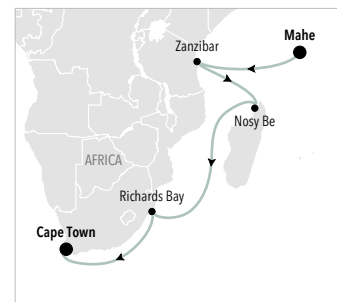 Mahe
Zanzibar
Nosy Be
AFRICA
Richards Bay
Cape Town